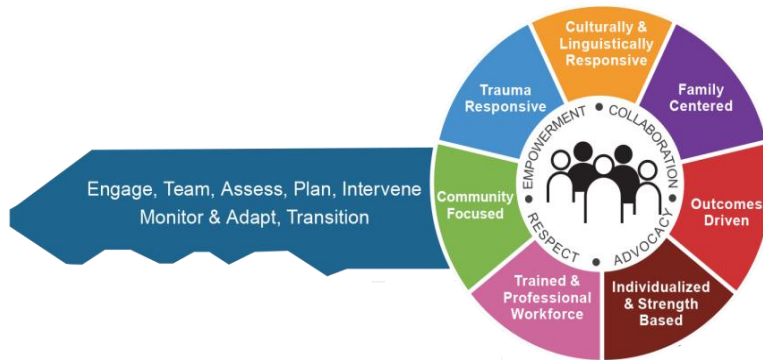 Engage, Team, Assess, Plan, Intervene
Monitor & Adapt, Transition
Culturally &
Linguistically
Responsive
Family
Centered
Outcomes
Driven
Individualized
& Strength
Based
Trained &
Professional
Workforce
Community
Focused
Trauma
Responsive
EMPOWERMENT • COLLABORATION • ADVOCACY • RESPECT •